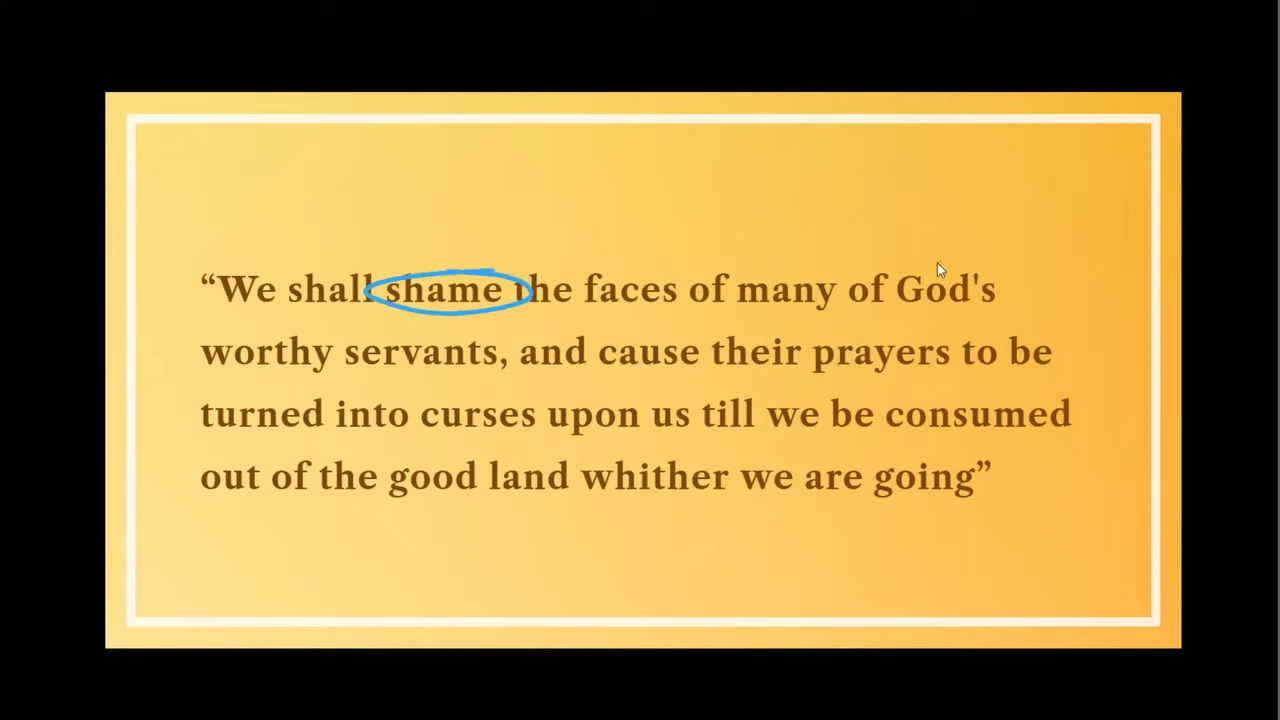 “We shall shame the faces of many of God's
worthy servants, and cause their prayers to be
turned into curses upon us till we be consumed
out of the good land whither we are going”